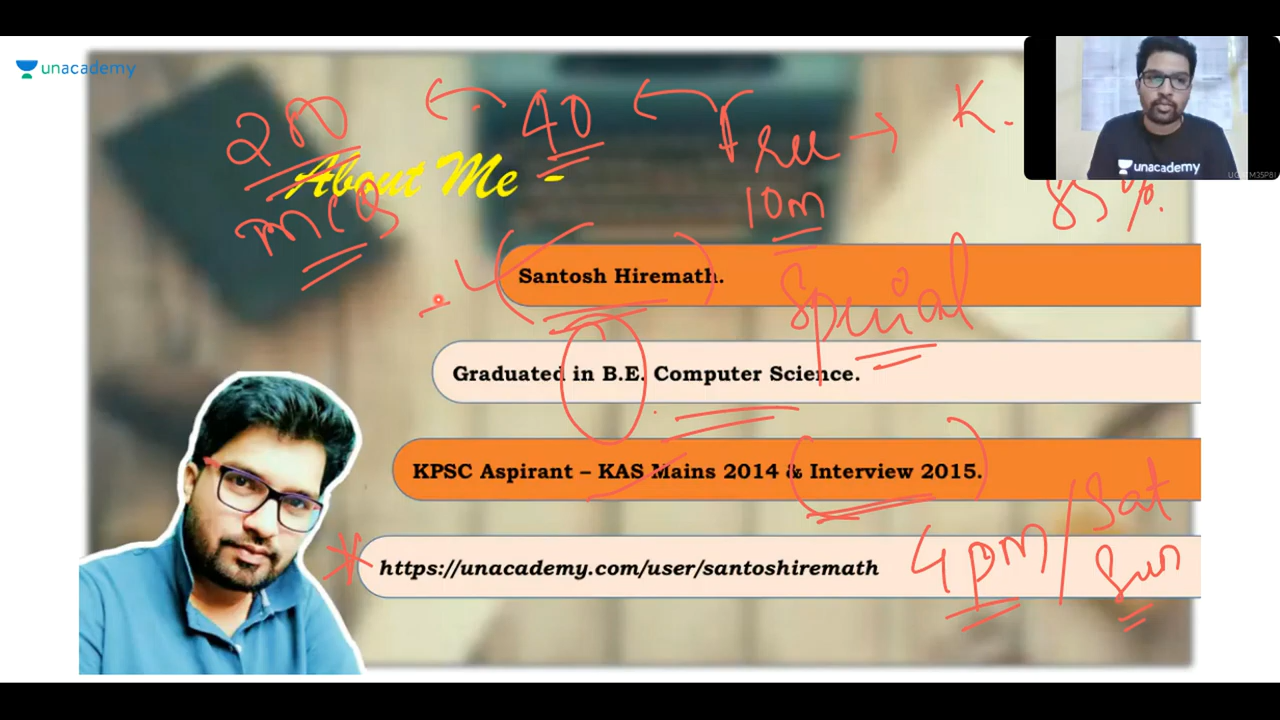 unacademy
280 ← 40 ← Free → K.
unacademy
About Me -
MCQ
10m
85%.
Santosh Hiremath.
Special
Graduated in B.E. Computer Science.
KPSC Aspirant – KAS Mains 2014 & Interview 2015.
4pm / Sat
Sun
https://unacademy.com/user/santoshiremath